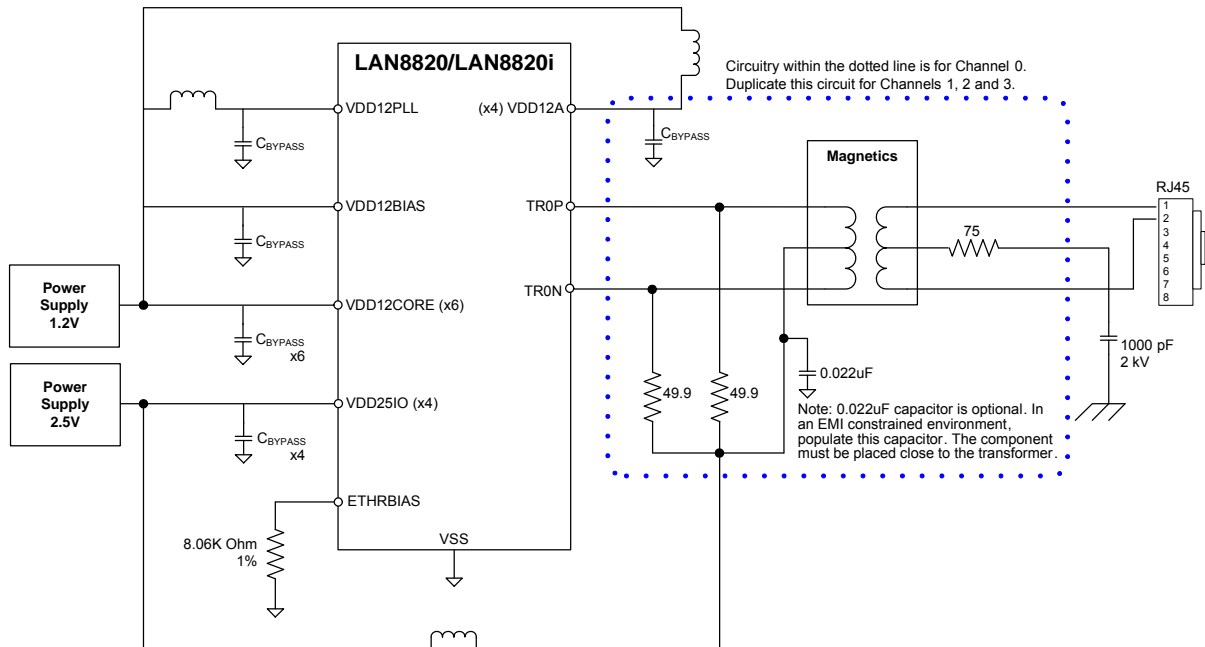 LAN8820/LAN8820i
Circuitry within the dotted line is for Channel 0.
Duplicate this circuit for Channels 1, 2 and 3.
VDD12PLL
(x4) VDD12A
CBYPASS
CBYPASS
Magnetics
RJ45
VDD12BIAS
TR0P
1
2
3
4
5
6
7
8
75
CBYPASS
Power
Supply
1.2V
VDD12CORE (x6)
TR0N
CBYPASS
x6
1000 pF
2 kV
Power
Supply
2.5V
VDD25IO (x4)
49.9
49.9
0.022uF
Note: 0.022uF capacitor is optional. In
an EMI constrained environment,
populate this capacitor. The component
must be placed close to the transformer.
CBYPASS
x4
ETHRBIAS
8.06K Ohm
1%
VSS